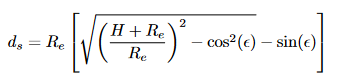 d_s = R_e [ √( ( (H + R_e) / R_e )² − cos²(ϵ) ) − sin(ϵ) ]